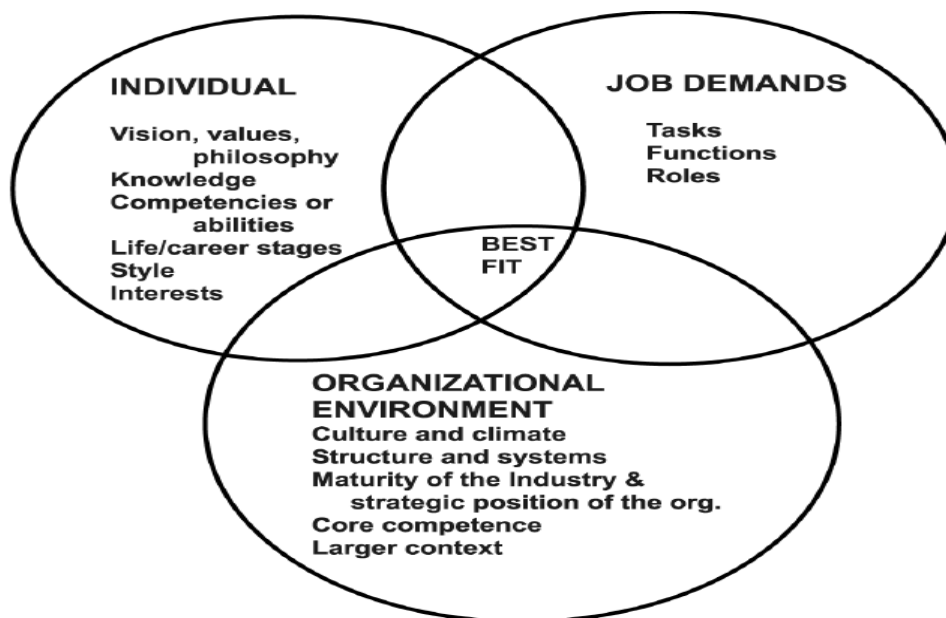 INDIVIDUAL
Vision, values,
philosophy
Knowledge
Competencies or
abilities
Life/career stages
Style
Interests
JOB DEMANDS
Tasks
Functions
Roles
BEST
FIT
ORGANIZATIONAL
ENVIRONMENT
Culture and climate
Structure and systems
Maturity of the Industry &
strategic position of the org.
Core competence
Larger context